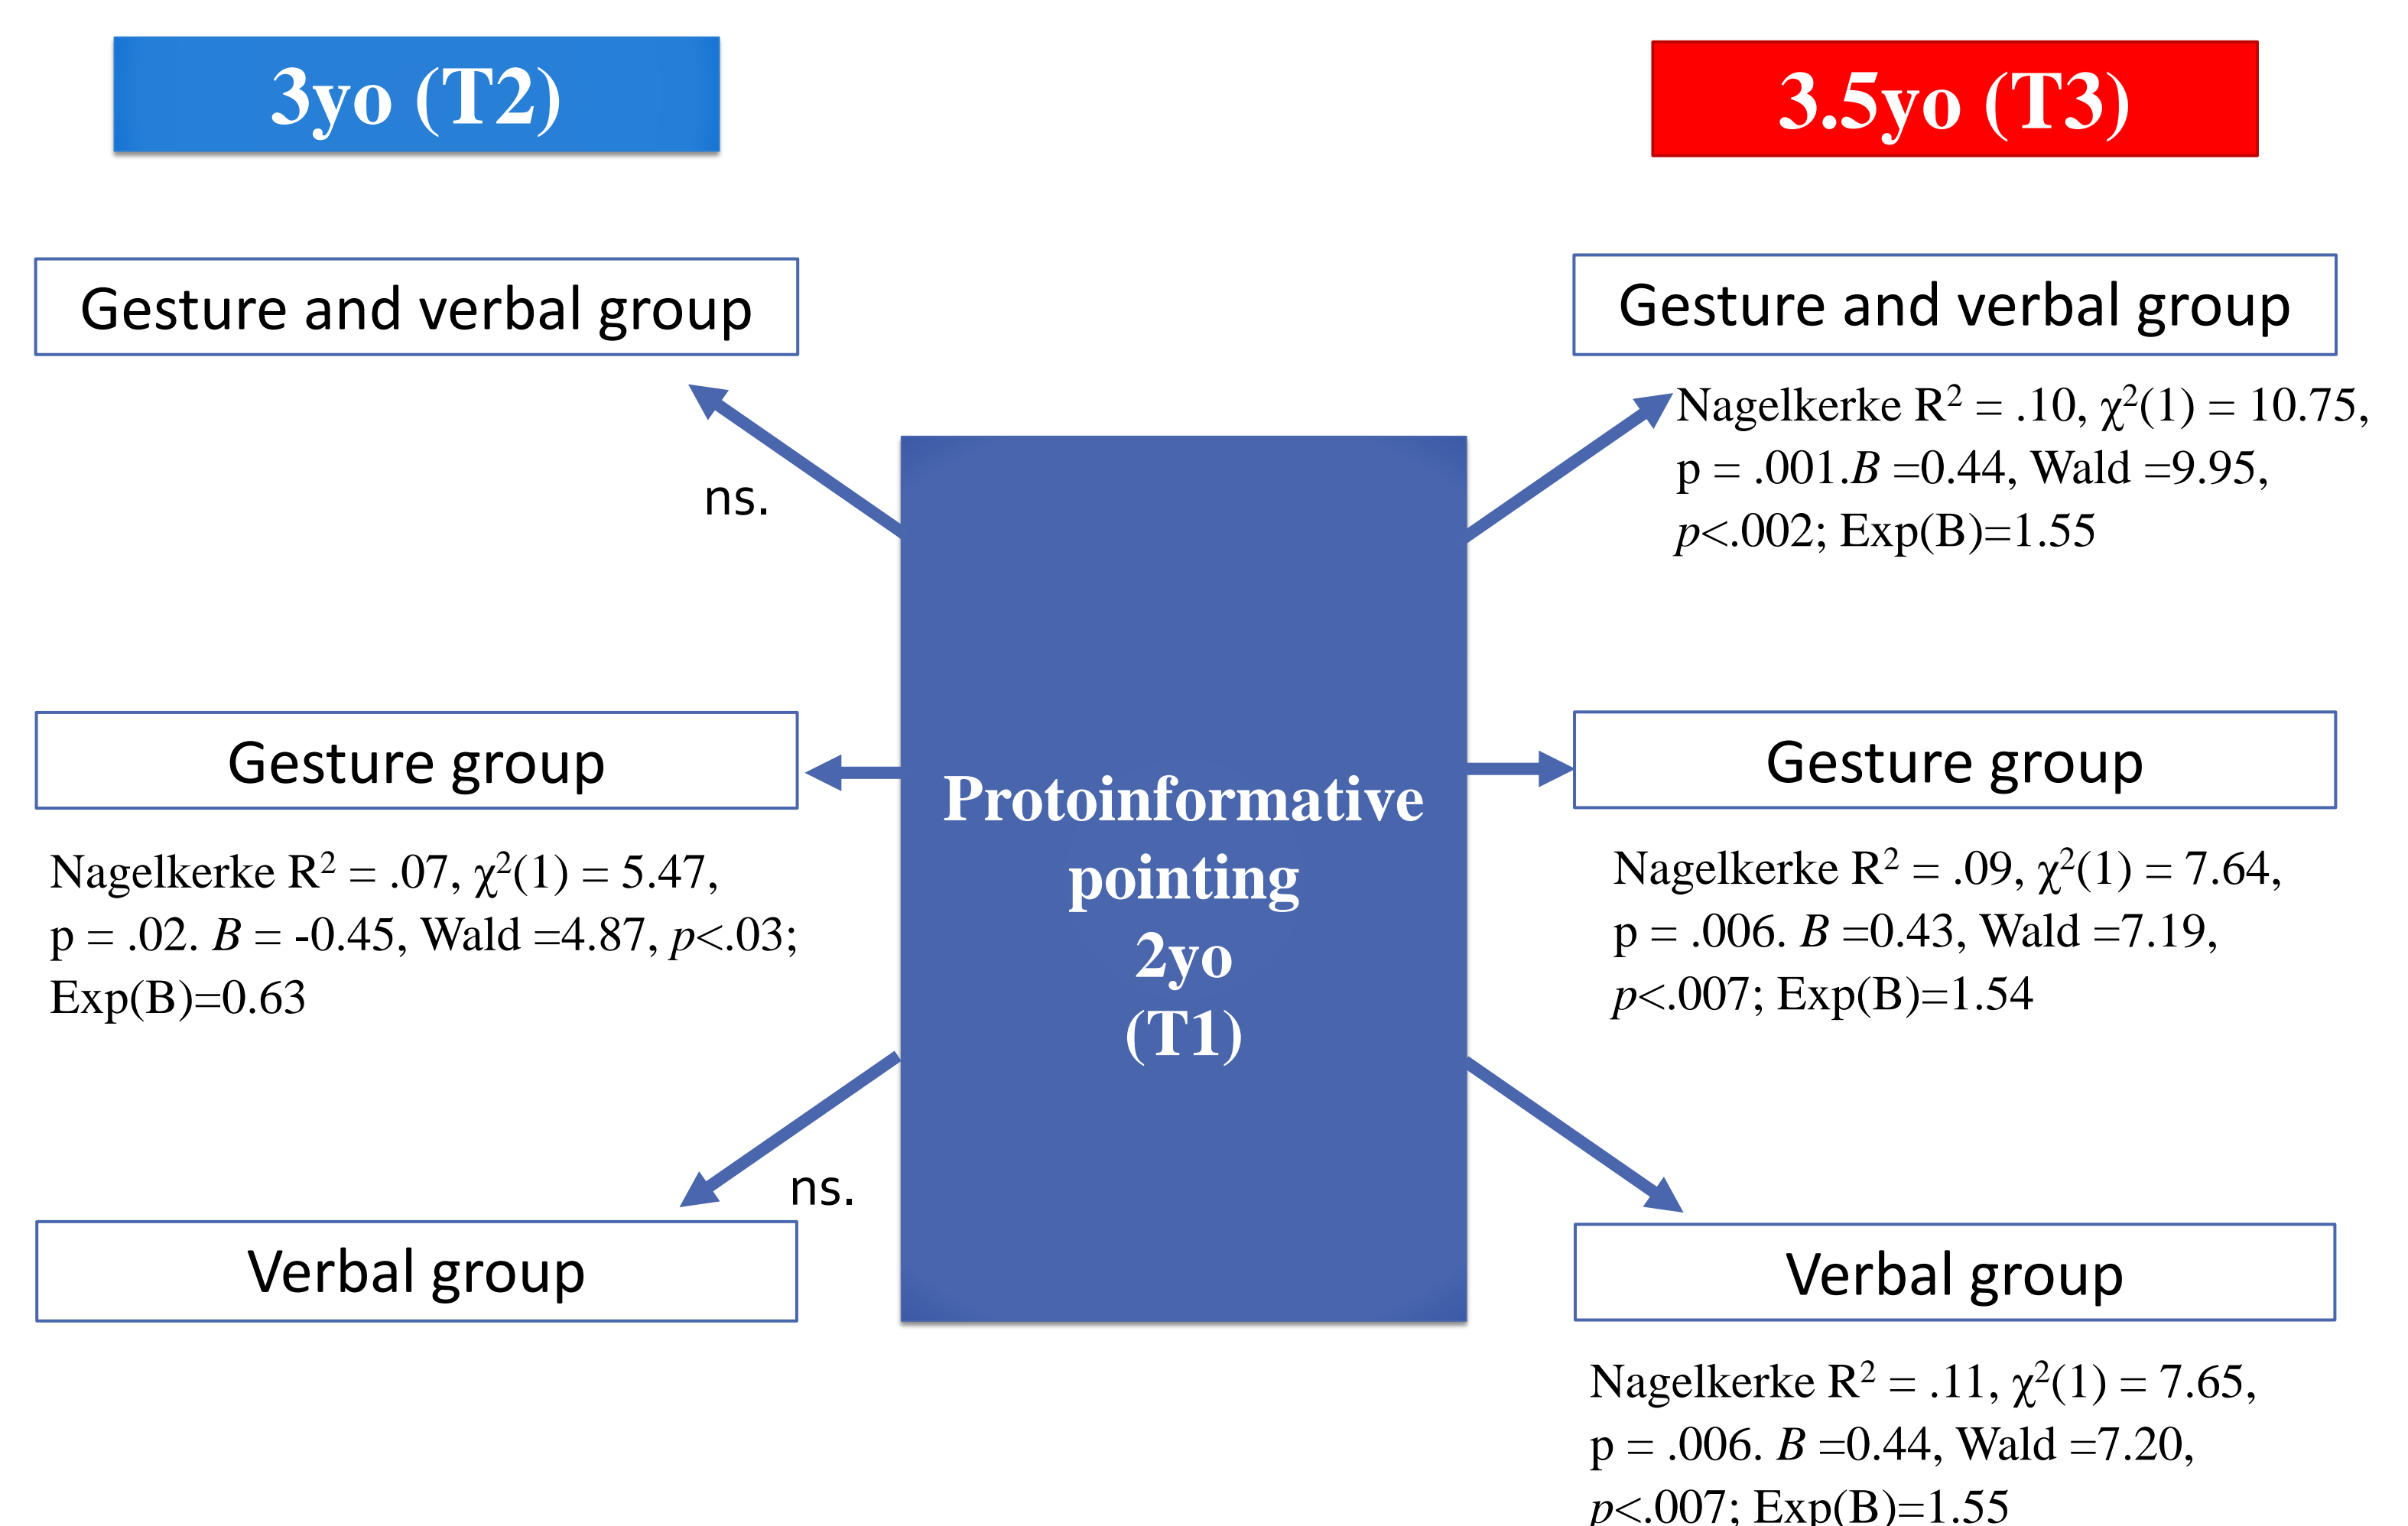 3yo (T2)
3.5yo (T3)
Gesture and verbal group
ns.
Gesture group
Nagelkerke R² = .07, χ²(1) = 5.47,
p = .02. B = -0.45, Wald =4.87, p<.03;
Exp(B)=0.63
ns.
Verbal group
Protoinformative
pointing
2yo
(T1)
Gesture and verbal group
Nagelkerke R² = .10, χ²(1) = 10.75,
p = .001.B =0.44, Wald =9.95,
p<.002; Exp(B)=1.55
Gesture group
Nagelkerke R² = .09, χ²(1) = 7.64,
p = .006. B =0.43, Wald =7.19,
p<.007; Exp(B)=1.54
Verbal group
Nagelkerke R² = .11, χ²(1) = 7.65,
p = .006. B =0.44, Wald =7.20,
p<.007; Exp(B)=1.55